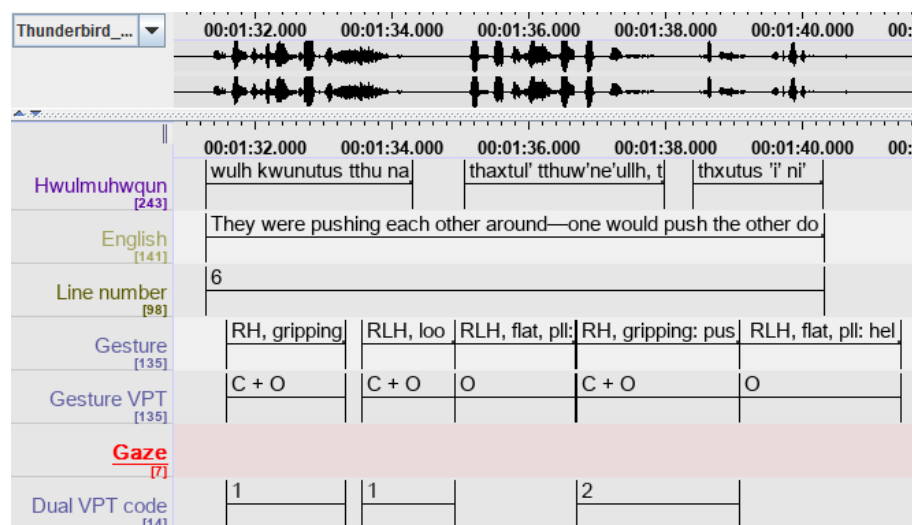 Thunderbird_...
00:01:32.000 00:01:34.000 00:01:36.000 00:01:38.000 00:01:40.000 00:
00:01:32.000 00:01:34.000 00:01:36.000 00:01:38.000 00:01:40.000 00:
Hwulmuhwqun
[243]
wulh kwunutus tthu na
thaxtul' tthuw'ne'ullh, t
thxutus 'i' ni'
English
[141]
They were pushing each other around—one would push the other do
Line number
[98]
6
Gesture
[135]
RH, gripping
RLH, loo
RLH, flat, pll:
RH, gripping: pus
RLH, flat, pll: hel
Gesture VPT
[135]
C + O
C + O
O
C + O
O
Gaze
[7]
Dual VPT code
[14]
1
1
2